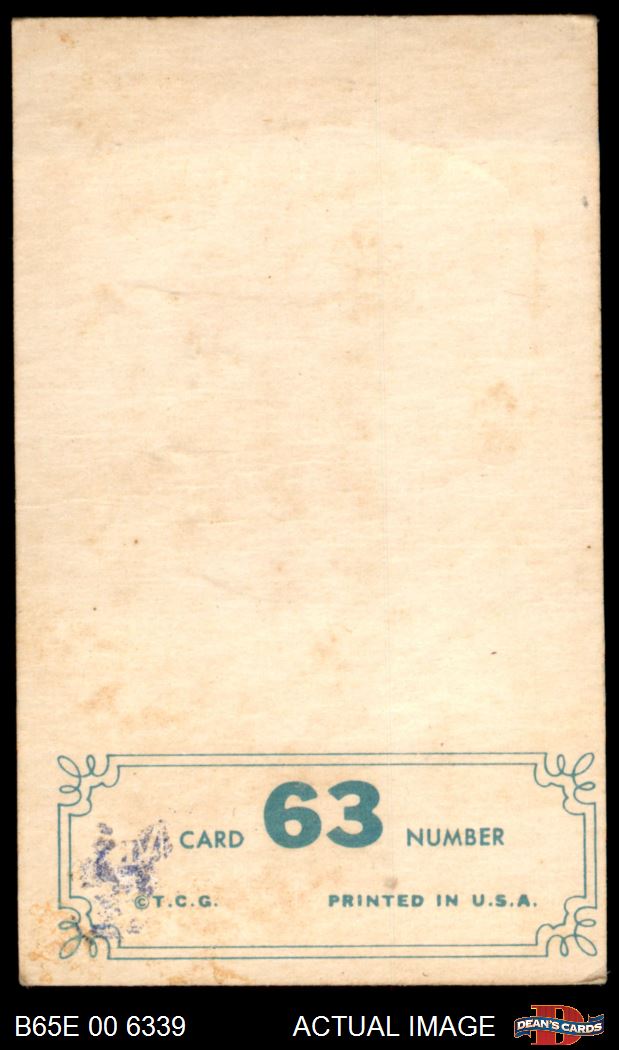 CARD 63 NUMBER
©T.C.G. PRINTED IN U.S.A.
B65E 00 6339 ACTUAL IMAGE DEAN'S CARDS